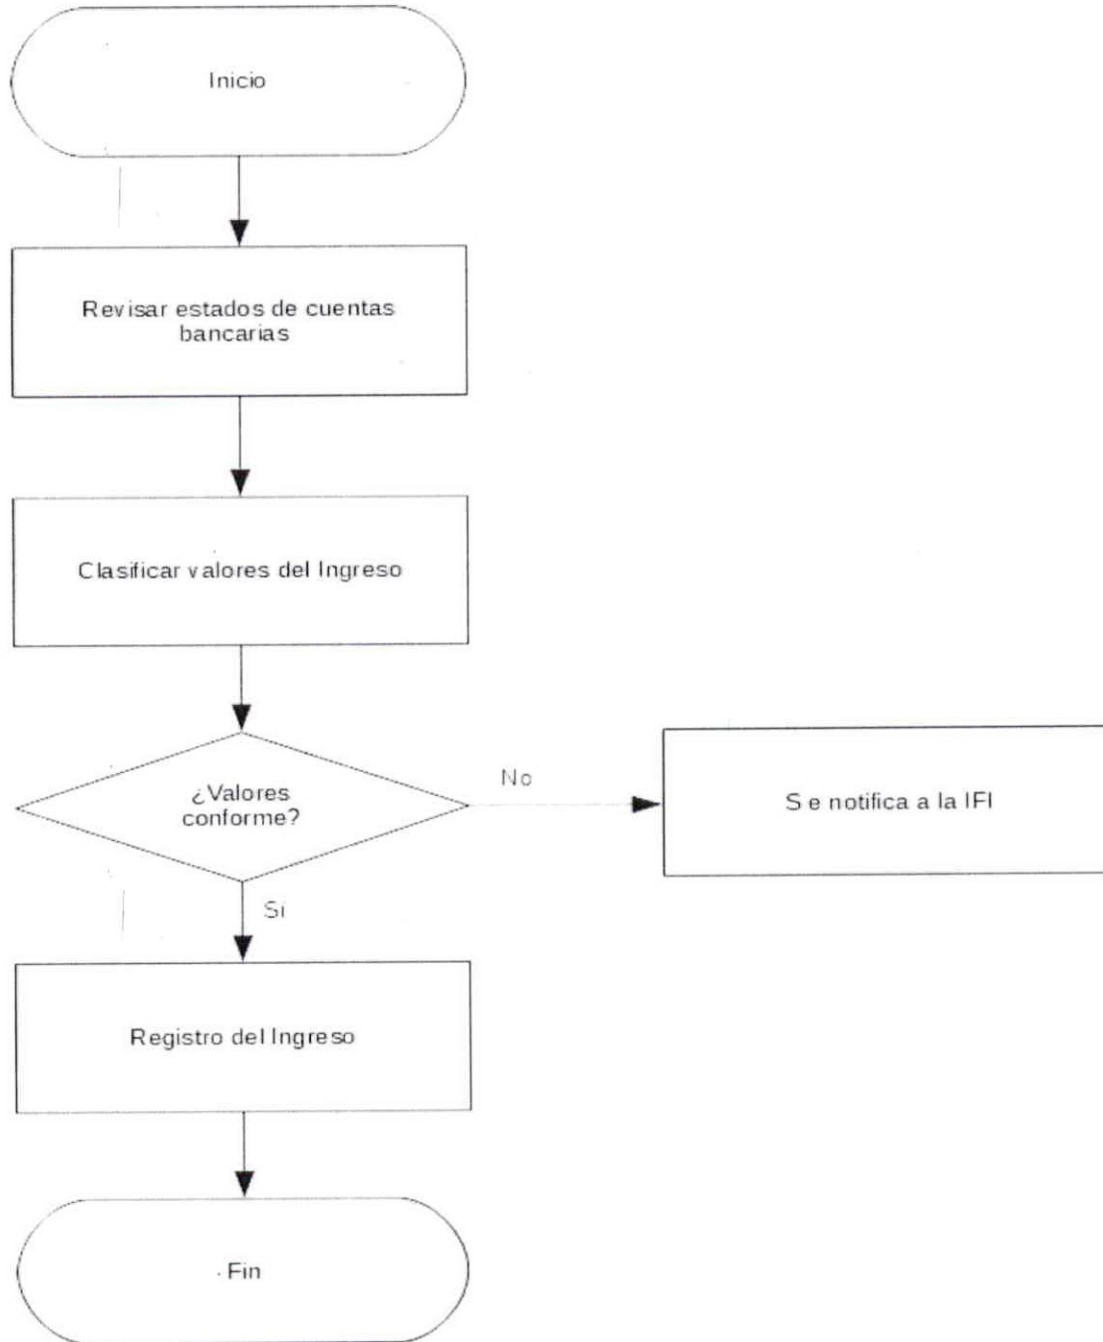 Inicio
Revisar estados de cuentas
bancarias
Clasificar valores del Ingreso
¿Valores
conforme?
No
Se notifica a la IFI
Si
Registro del Ingreso
Fin